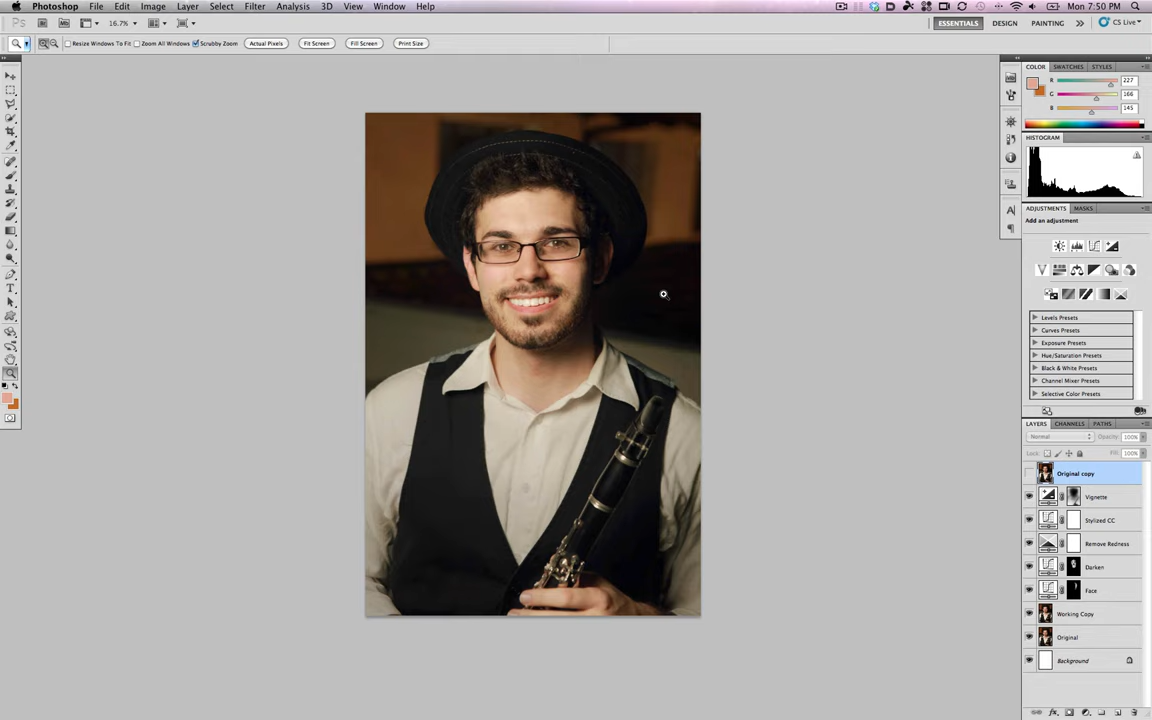 Photoshop File Edit Image Layer Select Filter Analysis 3D View Window Help Mon 7:50 PM
Ps Br Mb 16.7% ESSENTIALS DESIGN PAINTING CS Live
Resize Windows To Fit Zoom All Windows Scrubby Zoom Actual Pixels Fit Screen Fill Screen Print Size
COLOR SWATCHES STYLES
R 227
G 166
B 145
HISTOGRAM
ADJUSTMENTS MASKS
Add an adjustment
Levels Presets
Curves Presets
Exposure Presets
Hue/Saturation Presets
Black & White Presets
Channel Mixer Presets
Selective Color Presets
LAYERS CHANNELS PATHS
Normal Opacity: 100%
Lock: Fill: 100%
Original copy
Vignette
Stylized CC
Remove Redness
Darken
Face
Working Copy
Original
Background